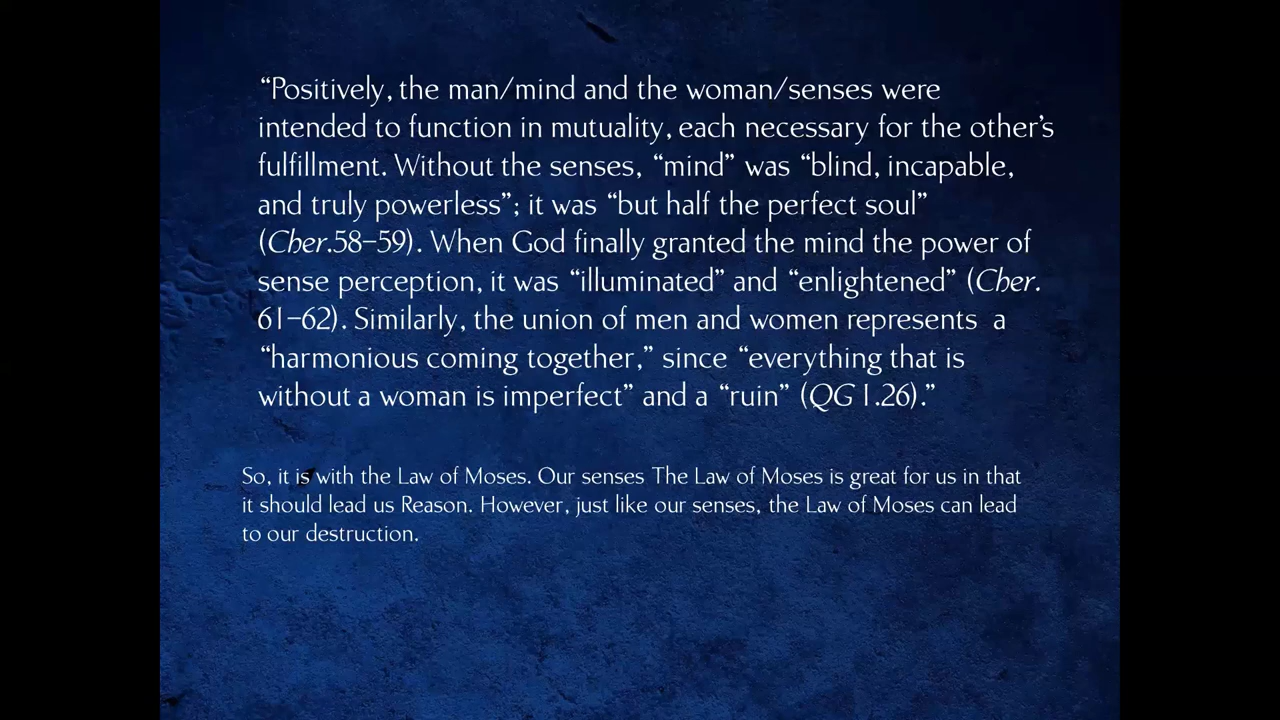 “Positively, the man/mind and the woman/senses were
intended to function in mutuality, each necessary for the other’s
fulfillment. Without the senses, “mind” was “blind, incapable,
and truly powerless”; it was “but half the perfect soul”
(Cher.58–59). When God finally granted the mind the power of
sense perception, it was “illuminated” and “enlightened” (Cher.
61–62). Similarly, the union of men and women represents a
“harmonious coming together,” since “everything that is
without a woman is imperfect” and a “ruin” (QG 1.26).”
So, it is with the Law of Moses. Our senses The Law of Moses is great for us in that
it should lead us Reason. However, just like our senses, the Law of Moses can lead
to our destruction.